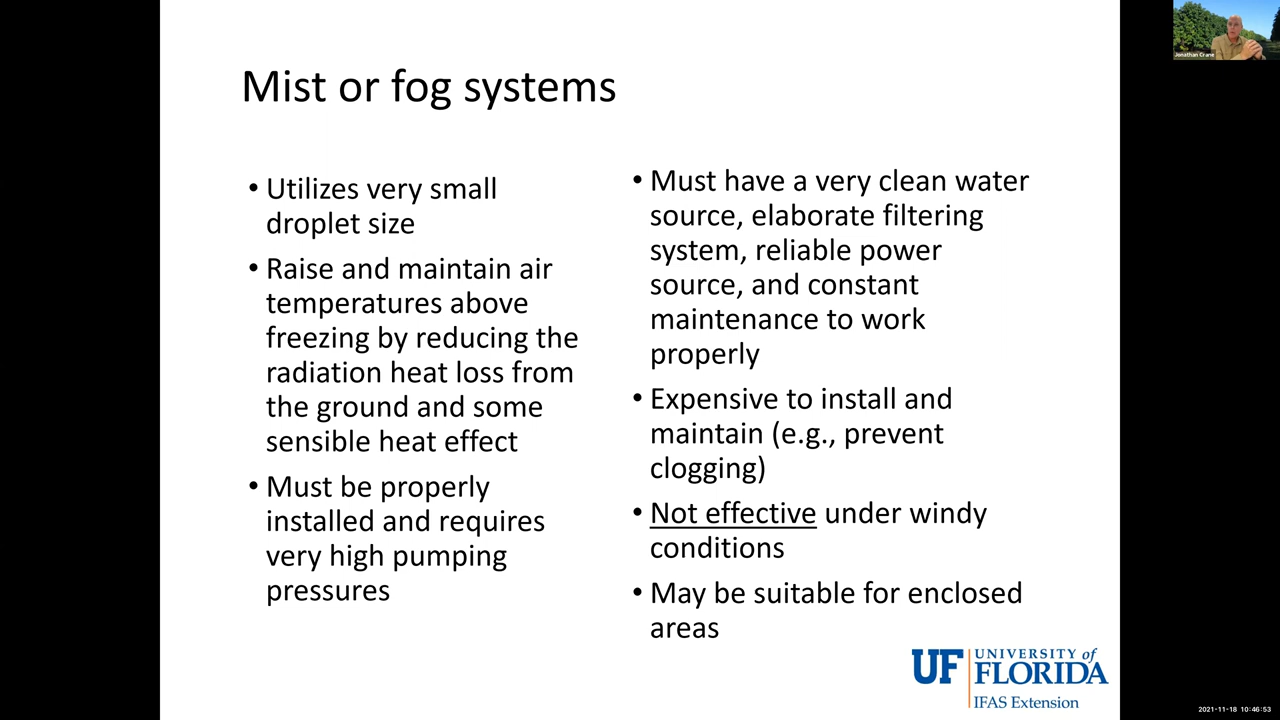 Mist or fog systems
• Utilizes very small
droplet size
• Raise and maintain air
temperatures above
freezing by reducing the
radiation heat loss from
the ground and some
sensible heat effect
• Must be properly
installed and requires
very high pumping
pressures
• Must have a very clean water
source, elaborate filtering
system, reliable power
source, and constant
maintenance to work
properly
• Expensive to install and
maintain (e.g., prevent
clogging)
• Not effective under windy
conditions
• May be suitable for enclosed
areas
UF UNIVERSITY of
FLORIDA
IFAS Extension
Jonathan Crane
2021-11-18 10:46:53